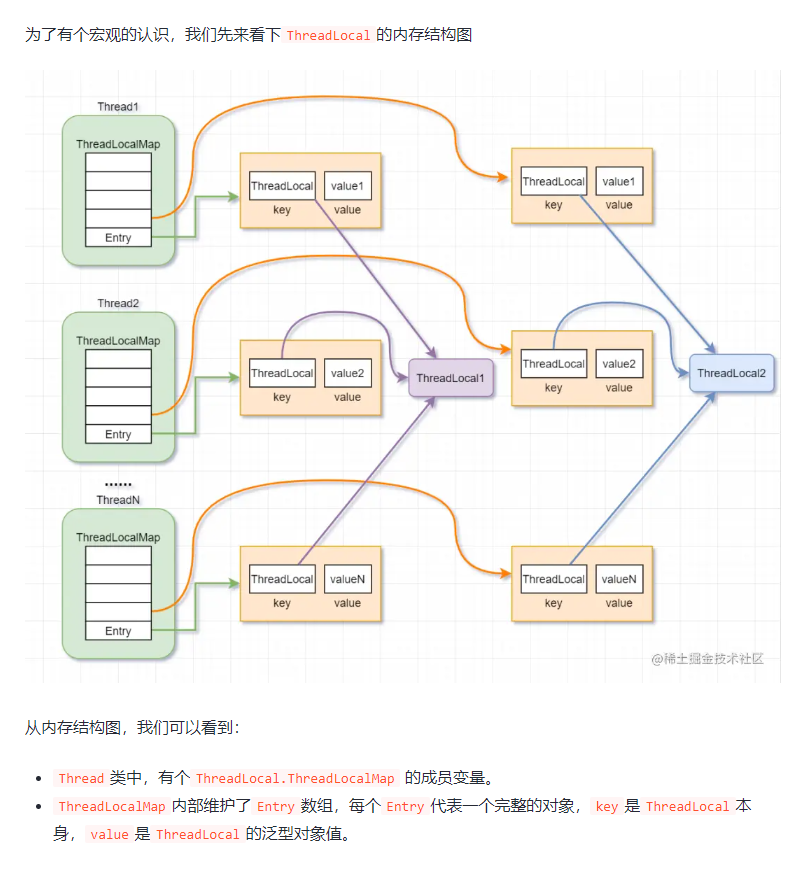 为了有个宏观的认识，我们先来看下 ThreadLocal 的内存结构图
Thread1
ThreadLocalMap
Entry
ThreadLocal value1
key value
ThreadLocal value1
key value
Thread2
ThreadLocalMap
Entry
ThreadLocal value2
key value
ThreadLocal1
ThreadLocal value2
key value
ThreadLocal2
......
ThreadN
ThreadLocalMap
Entry
ThreadLocal valueN
key value
ThreadLocal valueN
key value
@稀土掘金技术社区
从内存结构图，我们可以看到：
• Thread 类中，有个 ThreadLocal.ThreadLocalMap 的成员变量。
• ThreadLocalMap 内部维护了 Entry 数组，每个 Entry 代表一个完整的对象， key 是 ThreadLocal 本
身， value 是 ThreadLocal 的泛型对象值。